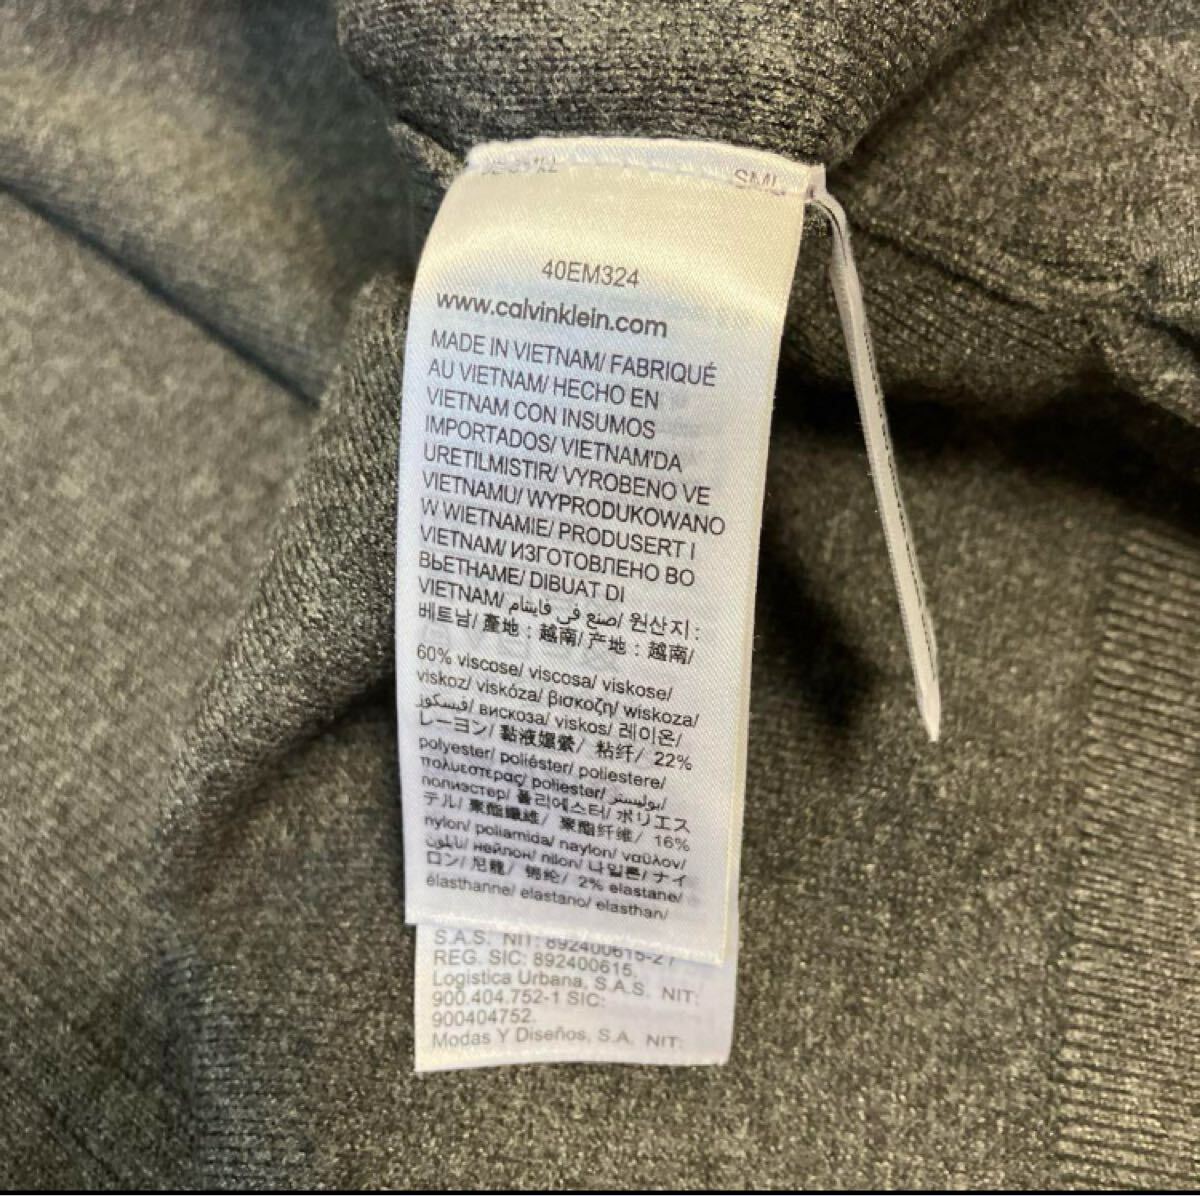 SML
40EM324
www.calvinklein.com
MADE IN VIETNAM/ FABRIQUÉ
AU VIETNAM/ HECHO EN
VIETNAM CON INSUMOS
IMPORTADOS/ VIETNAM'DA
URETILMISTIR/ VYROBENO VE
VIETNAMU/ WYPRODUKOWANO
W WIETNAMIE/ PRODUSERT I
VIETNAM/ ИЗГОТОВЛЕНО ВО
ВЬЕТНАМЕ/ DIBUAT DI
VIETNAM/ صنع في فايتنام/ 원산지 :
베트남/ 產地 : 越南/ 产地 : 越南/
60% viscose/ viscosa/ viskose/
viskoz/ viskóza/ βισκοζη/ wiskoza/
فيسكوز/ вискоза/ viskos/ 레이온/
レーヨン/ 黏液嫘縈/ 粘纤/ 22%
polyester/ poliéster/ poliestere/
πολυεστερας/ poliester/ بوليستر/
полиэстер/ 폴리에스터/ ポリエス
テル/ 聚酯纖維/ 聚酯纤维/ 16%
nylon/ poliamida/ naylon/ ναϋλον/
نايلون/ нейлон/ nilon/ 나일론/ ナイ
ロン/ 尼龍/ 锦纶/ 2% elastane/
élasthanne/ elastano/ elasthan/
S.A.S. NIT: 892400615-2 /
REG. SIC: 892400615.
Logistica Urbana, S.A.S. NIT:
900.404.752-1 SIC:
900404752.
Modas Y Diseños, S.A. NIT: